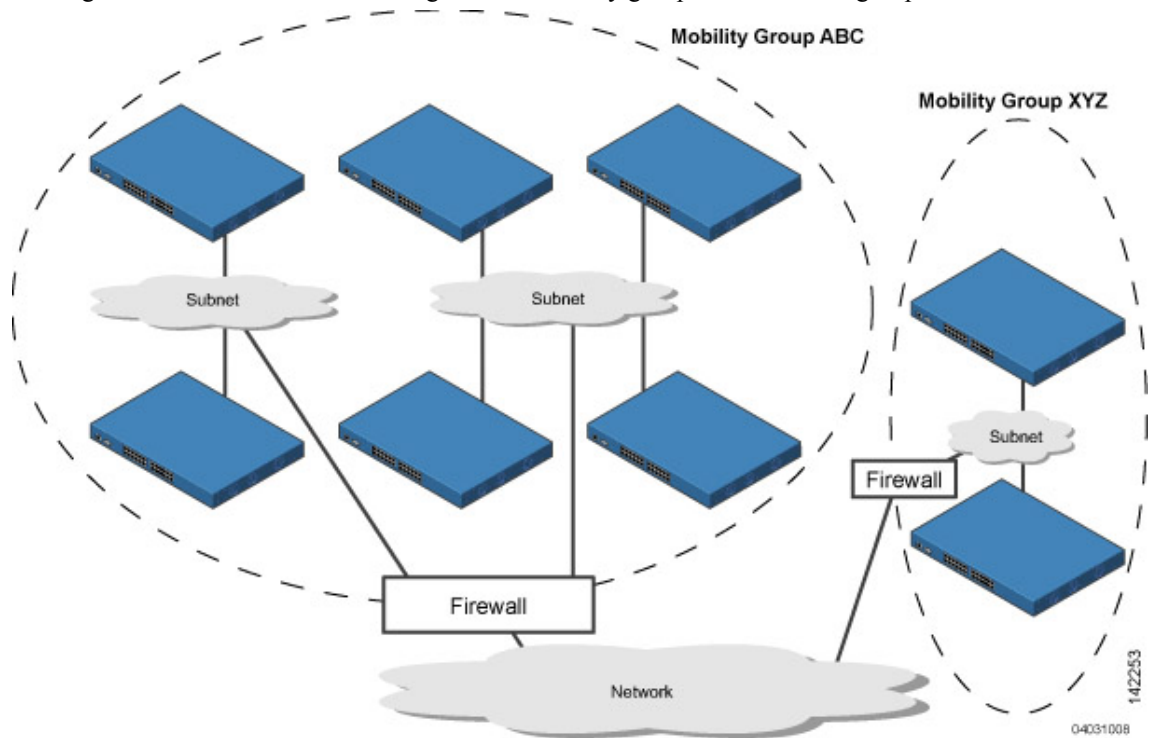 Mobility Group ABC
Mobility Group XYZ
Subnet
Subnet
Subnet
Firewall
Firewall
Network
142253
04031008